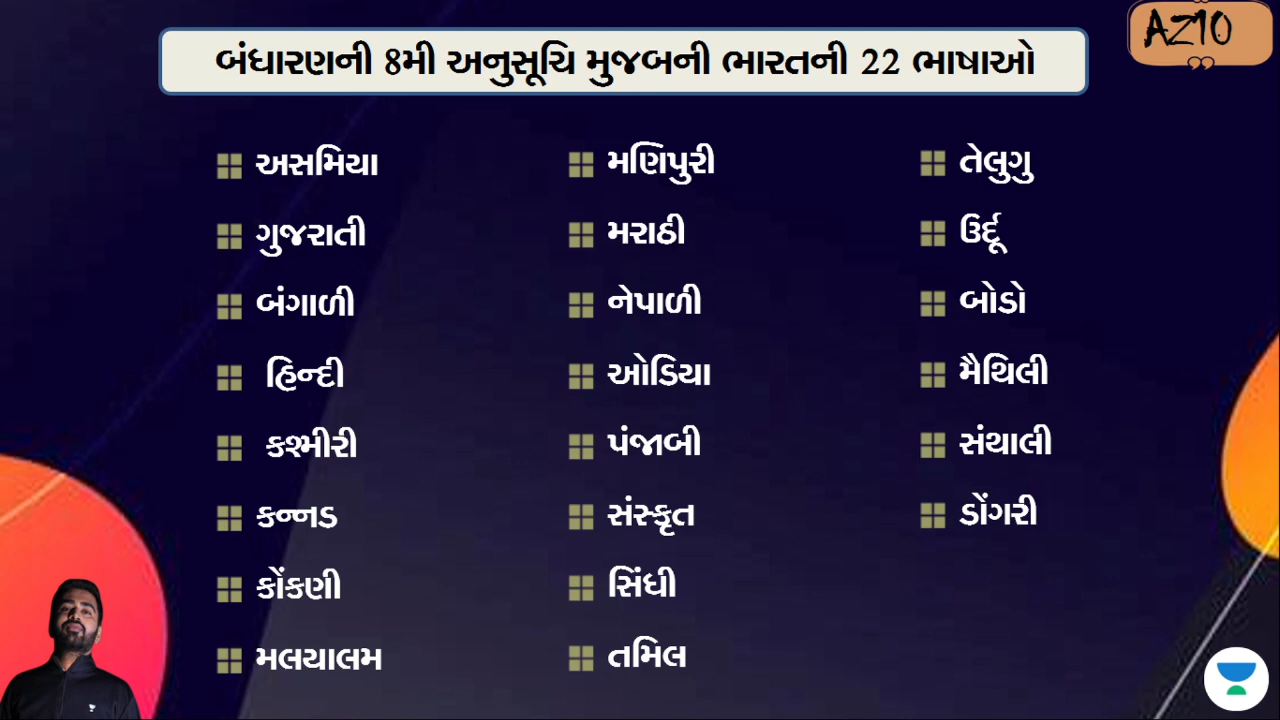 AZ10
બંધારણની 8મી અનુસૂચિ મુજબની ભારતની 22 ભાષાઓ
અસમિયા
ગુજરાતી
બંગાળી
હિન્દી
કશ્મીરી
કન્નડ
કોંકણી
મલયાલમ
મણિપુરી
મરાઠી
નેપાળી
ઓડિયા
પંજાબી
સંસ્કૃત
સિંધી
તમિલ
તેલુગુ
ઉર્દૂ
બોડો
મૈથિલી
સંથાલી
ડોંગરી